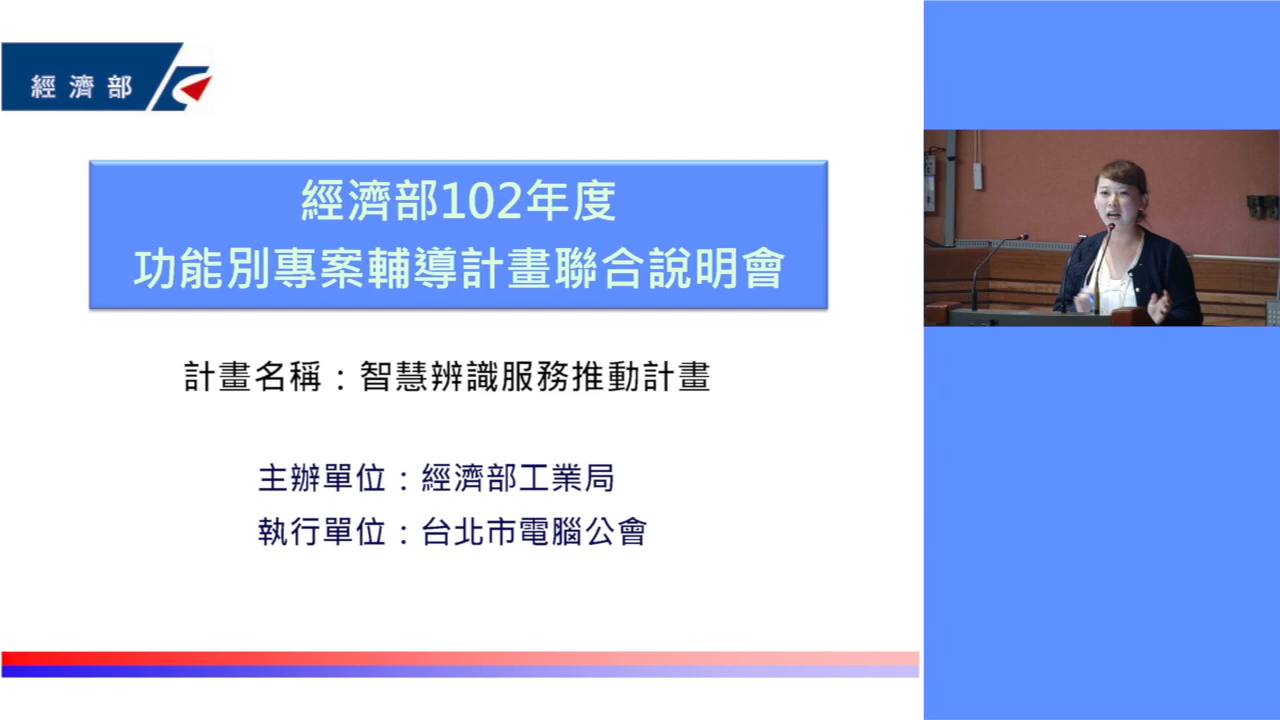 經濟部
經濟部102年度
功能別專案輔導計畫聯合說明會
計畫名稱：智慧辨識服務推動計畫
主辦單位：經濟部工業局
執行單位：台北市電腦公會